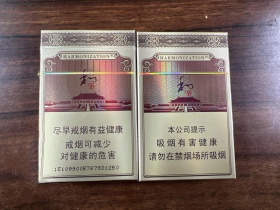 HARMONIZATION
和
尽早戒烟有益健康
戒烟可减少
对健康的危害
HARMONIZATION
和
本公司提示
吸烟有害健康
请勿在禁烟场所吸烟